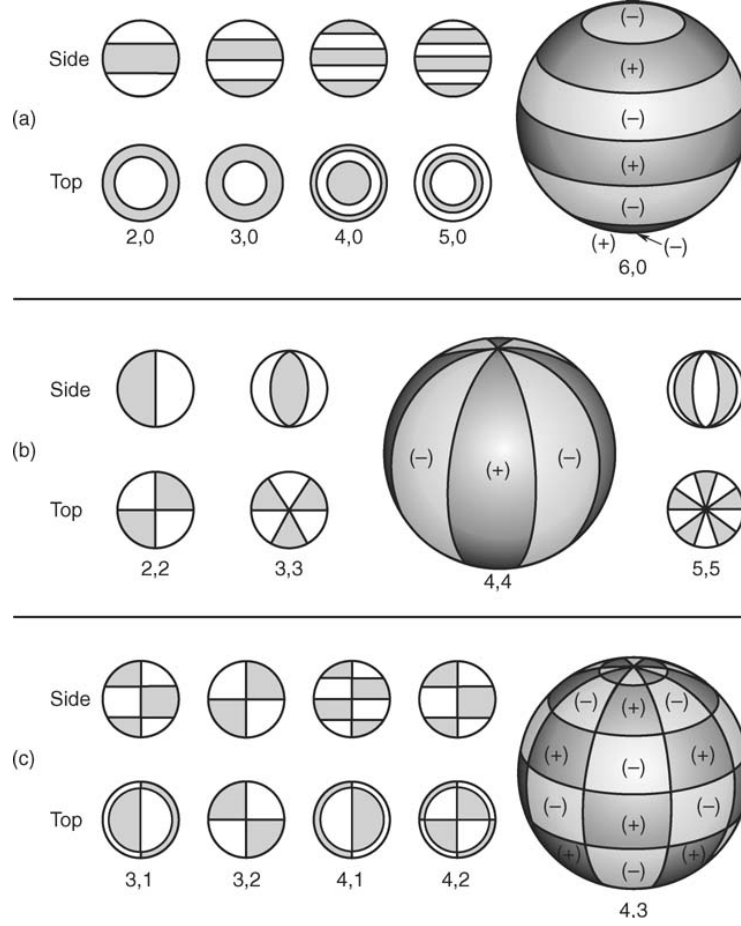 (−)
Side
(+)
(a)
(−)
(+)
Top
(−)
2,0 3,0 4,0 5,0
(+) (−)
6,0
Side
(b)
(−) (+) (−)
Top
2,2 3,3 4,4 5,5
Side
(−) (+) (−)
(c)
(+) (−) (+)
(−) (+) (−)
Top
(+) (−) (+)
3,1 3,2 4,1 4,2
4,3